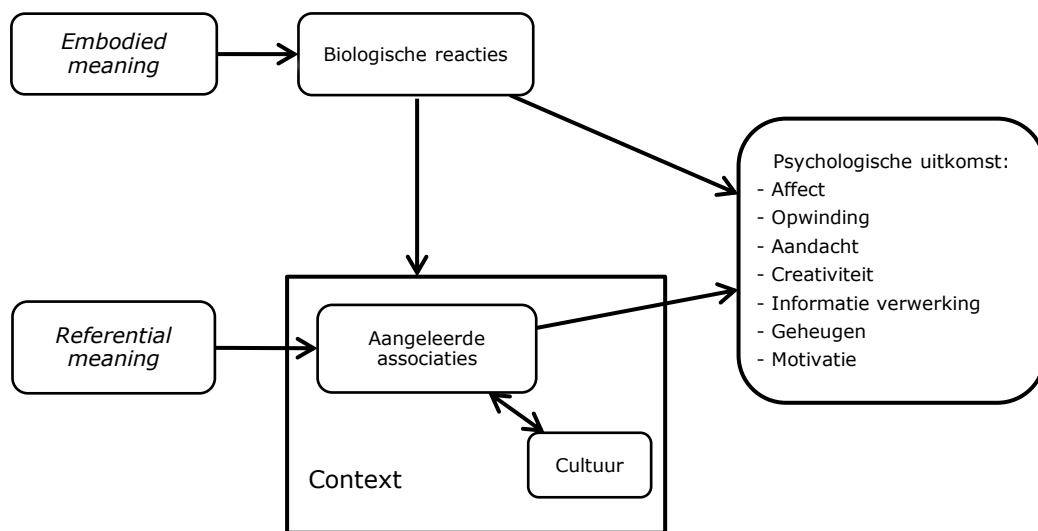 Embodied
meaning
Biologische reacties
Psychologische uitkomst:
- Affect
- Opwinding
- Aandacht
- Creativiteit
- Informatie verwerking
- Geheugen
- Motivatie
Referential
meaning
Aangeleerde
associaties
Cultuur
Context